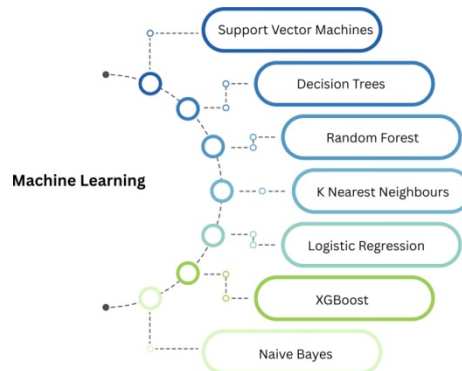 Support Vector Machines
Decision Trees
Random Forest
Machine Learning
K Nearest Neighbours
Logistic Regression
XGBoost
Naive Bayes